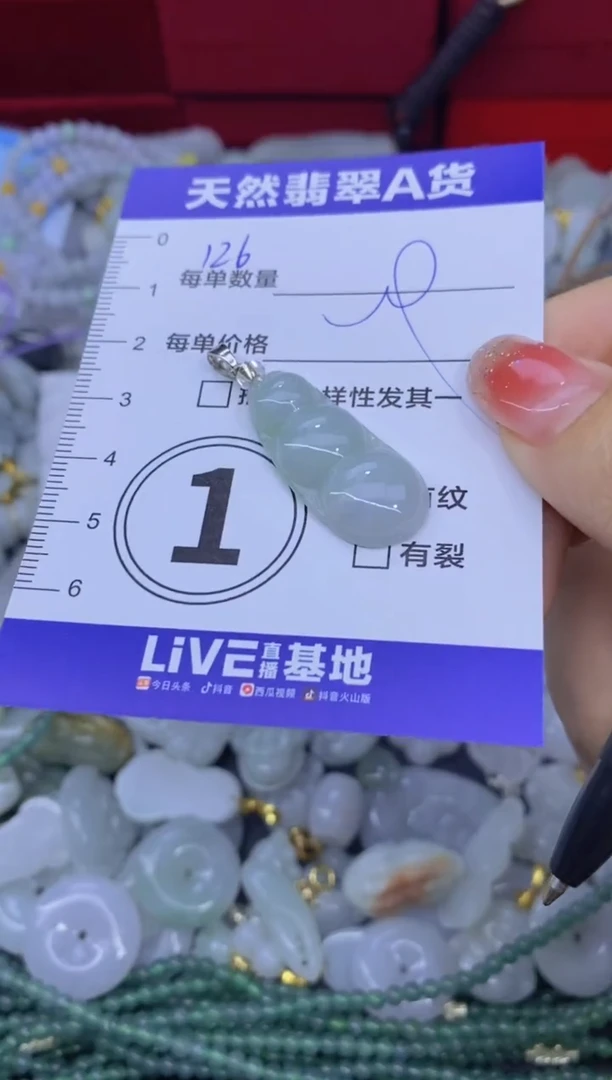 天然翡翠A货
0
126
每单数量
1
2
每单价格
3
样性发其一
4
有纹
1
5
有裂
6
LiVE直播基地
今日头条 抖音 西瓜视频 抖音火山版